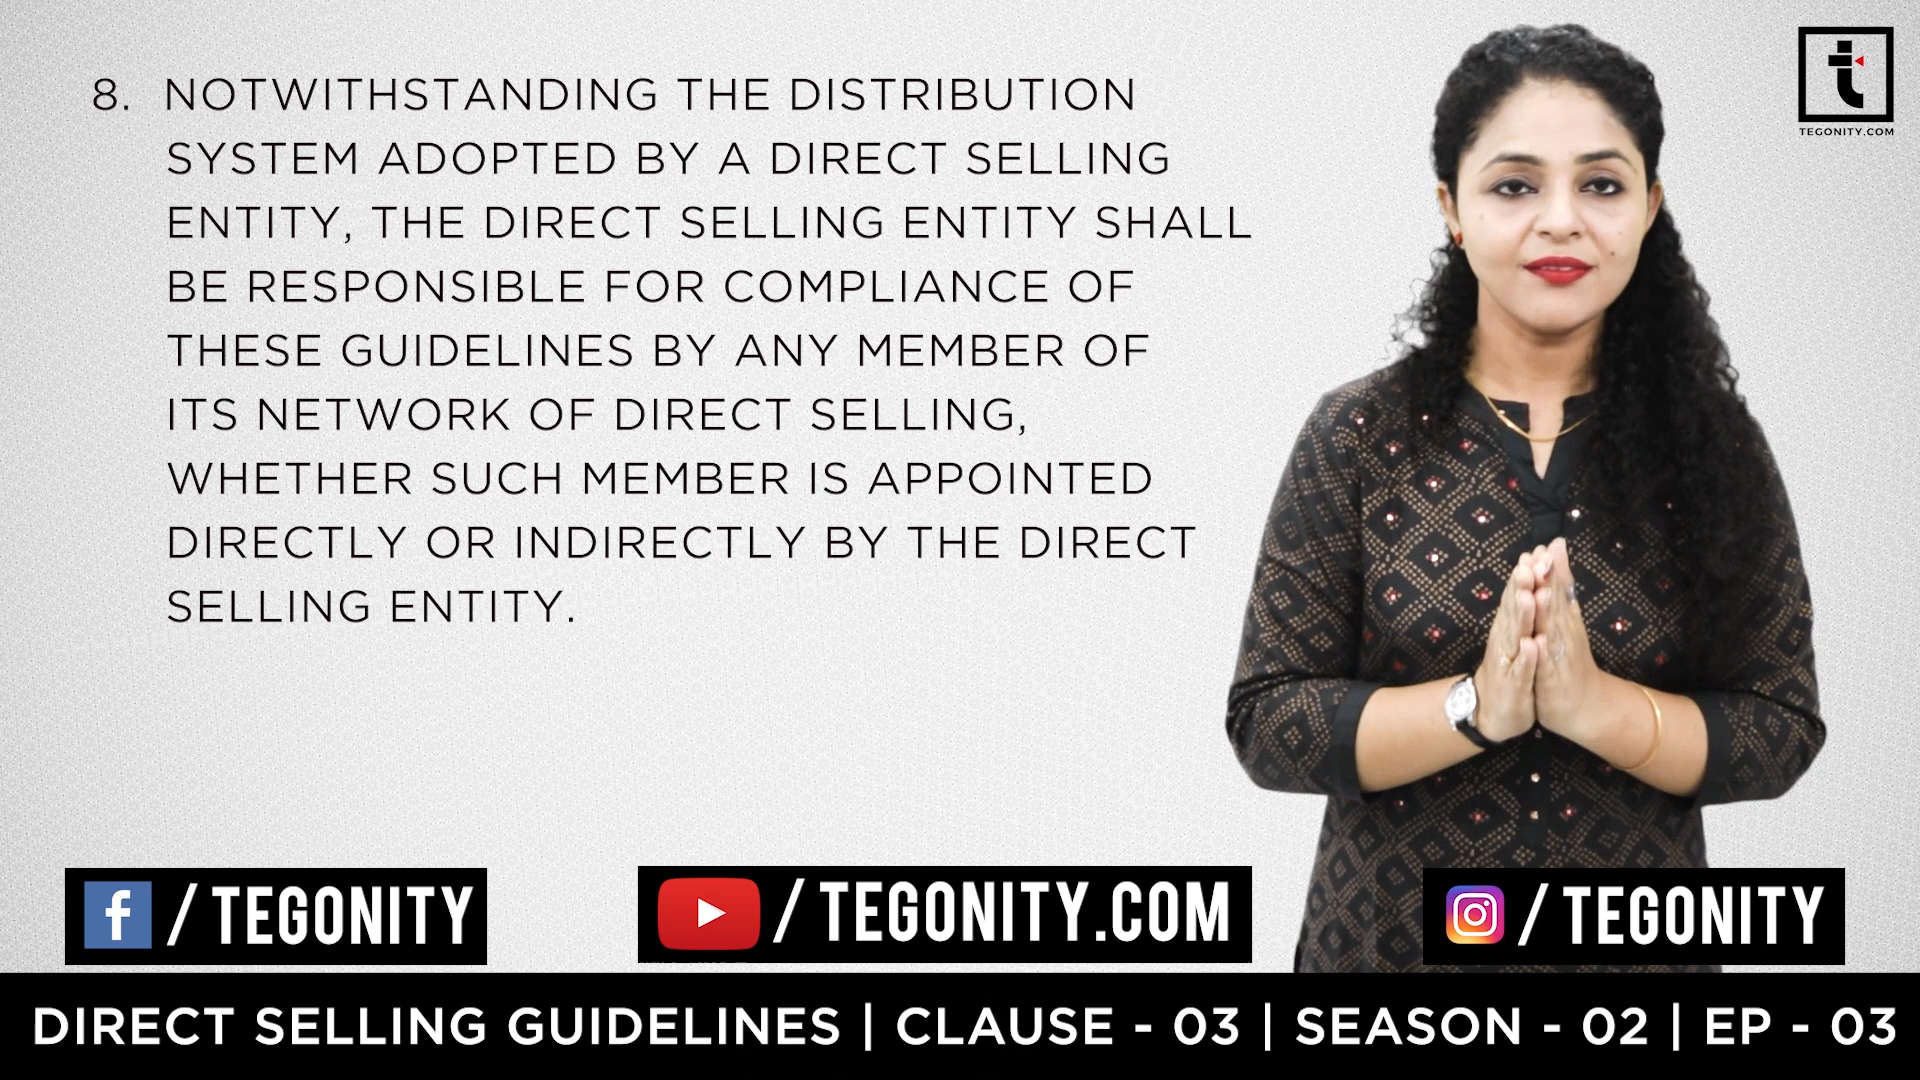 8. NOTWITHSTANDING THE DISTRIBUTION
SYSTEM ADOPTED BY A DIRECT SELLING
ENTITY, THE DIRECT SELLING ENTITY SHALL
BE RESPONSIBLE FOR COMPLIANCE OF
THESE GUIDELINES BY ANY MEMBER OF
ITS NETWORK OF DIRECT SELLING,
WHETHER SUCH MEMBER IS APPOINTED
DIRECTLY OR INDIRECTLY BY THE DIRECT
SELLING ENTITY.
t
TEGONITY.COM
f / TEGONITY
/ TEGONITY.COM
/ TEGONITY
DIRECT SELLING GUIDELINES | CLAUSE - 03 | SEASON - 02 | EP - 03